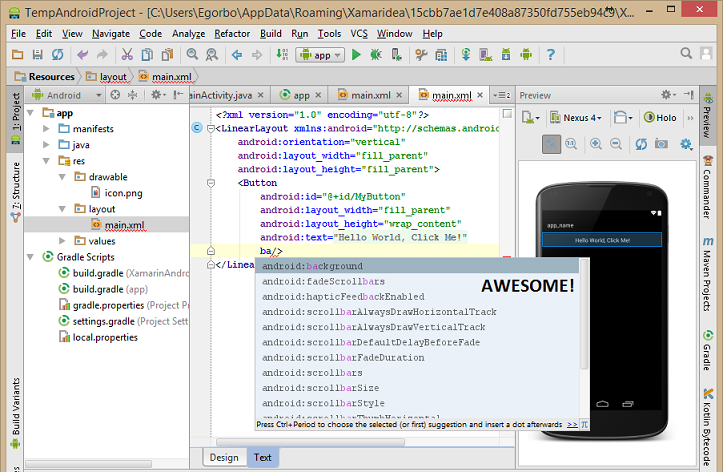 TempAndroidProject - [C:\Users\Egorbo\AppData\Roaming\Xamaridea\15cbb7ae1d7e408a87350fd755eb94c9\X...
File Edit View Navigate Code Analyze Refactor Build Run Tools VCS Window Help
app
Resources layout main.xml
Android
ainActivity.java app main.xml main.xml
Preview
1: Project
7: Structure
Build Variants
app
manifests
java
res
drawable
icon.png
layout
main.xml
values
Gradle Scripts
build.gradle (XamarinAndro
build.gradle (app)
gradle.properties (Project Pro
settings.gradle (Project Setti
local.properties
<?xml version="1.0" encoding="utf-8"?>
<LinearLayout xmlns:android="http://schemas.androi
android:orientation="vertical"
android:layout_width="fill_parent"
android:layout_height="fill_parent">
<Button
android:id="@+id/MyButton"
android:layout_width="fill_parent"
android:layout_height="wrap_content"
android:text="Hello World, Click Me!"
ba/>
</Linea
android:background
android:fadeScrollbars
android:hapticFeedbackEnabled
android:scrollbarAlwaysDrawHorizontalTrack
android:scrollbarAlwaysDrawVerticalTrack
android:scrollbarDefaultDelayBeforeFade
android:scrollbarFadeDuration
android:scrollbars
android:scrollbarSize
android:scrollbarStyle
android:scrollbarThumbHorizontal
Press Ctrl+Period to choose the selected (or first) suggestion and insert a dot afterwards >> π
AWESOME!
Design Text
Nexus 4 Holo
app_name
Hello World, Click Me!
Preview
Commander
Maven Projects
Gradle
Kotlin Bytecode